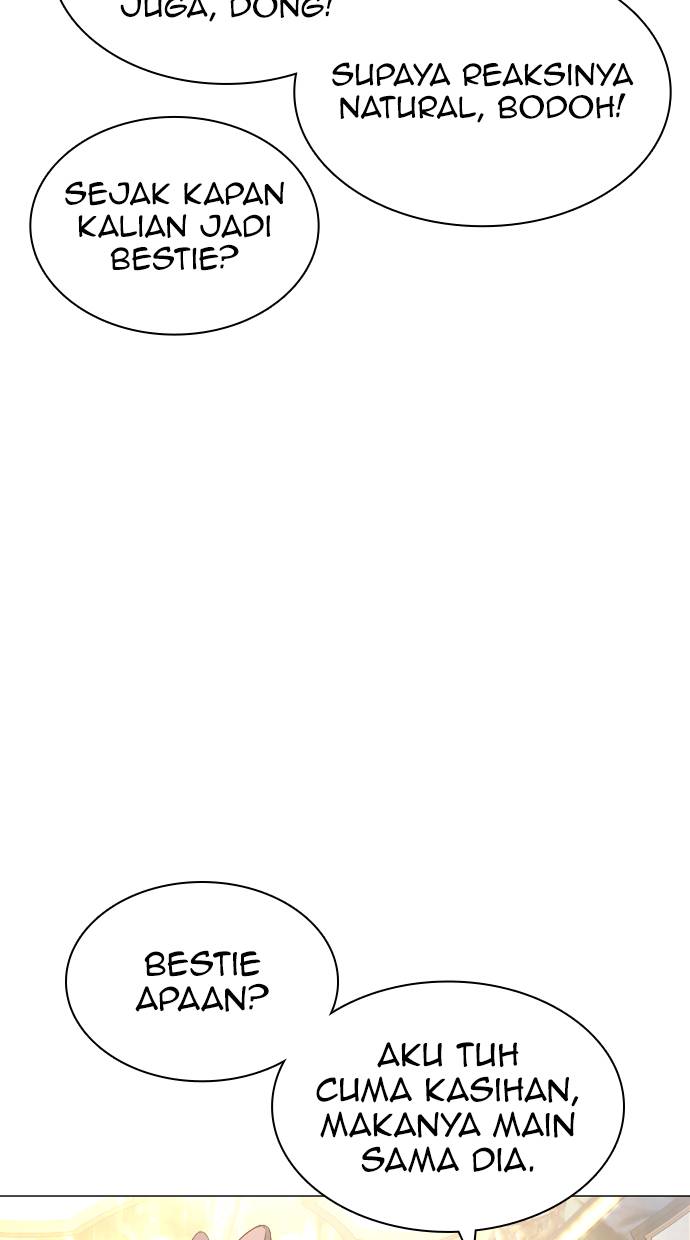 JUGA, DONG!
SUPAYA REAKSINYA
NATURAL, BODOH!
SEJAK KAPAN
KALIAN JADI
BESTIE?
BESTIE
APAAN?
AKU TUH
CUMA KASIHAN,
MAKANYA MAIN
SAMA DIA.